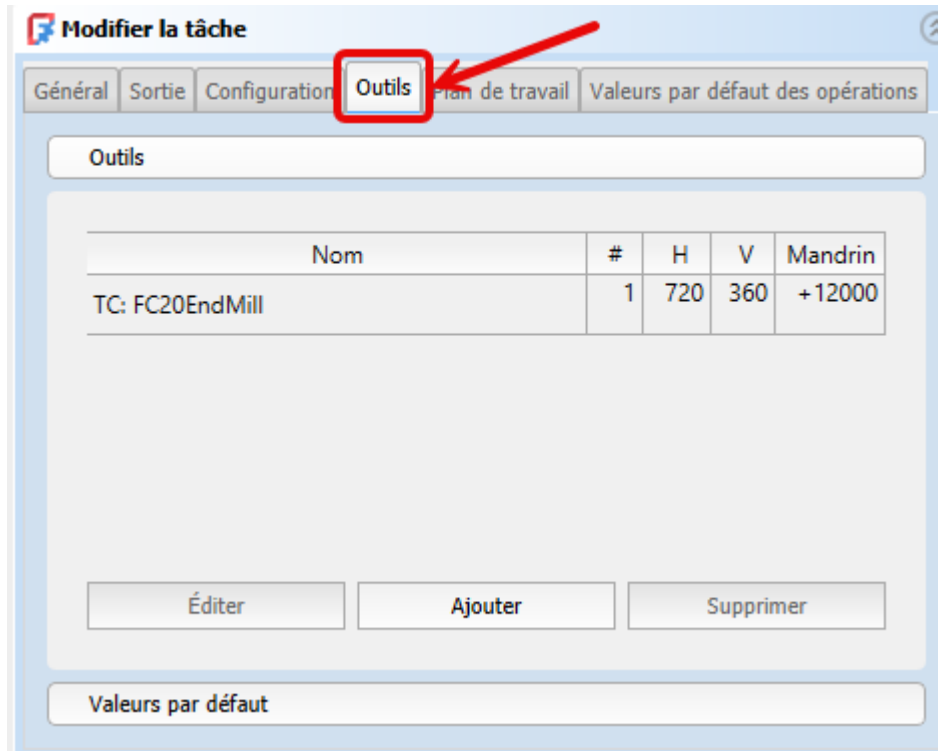 Modifier la tâche
Général Sortie Configuration Outils Plan de travail Valeurs par défaut des opérations
Outils
Nom # H V Mandrin
TC: FC20EndMill 1 720 360 +12000
Éditer Ajouter Supprimer
Valeurs par défaut